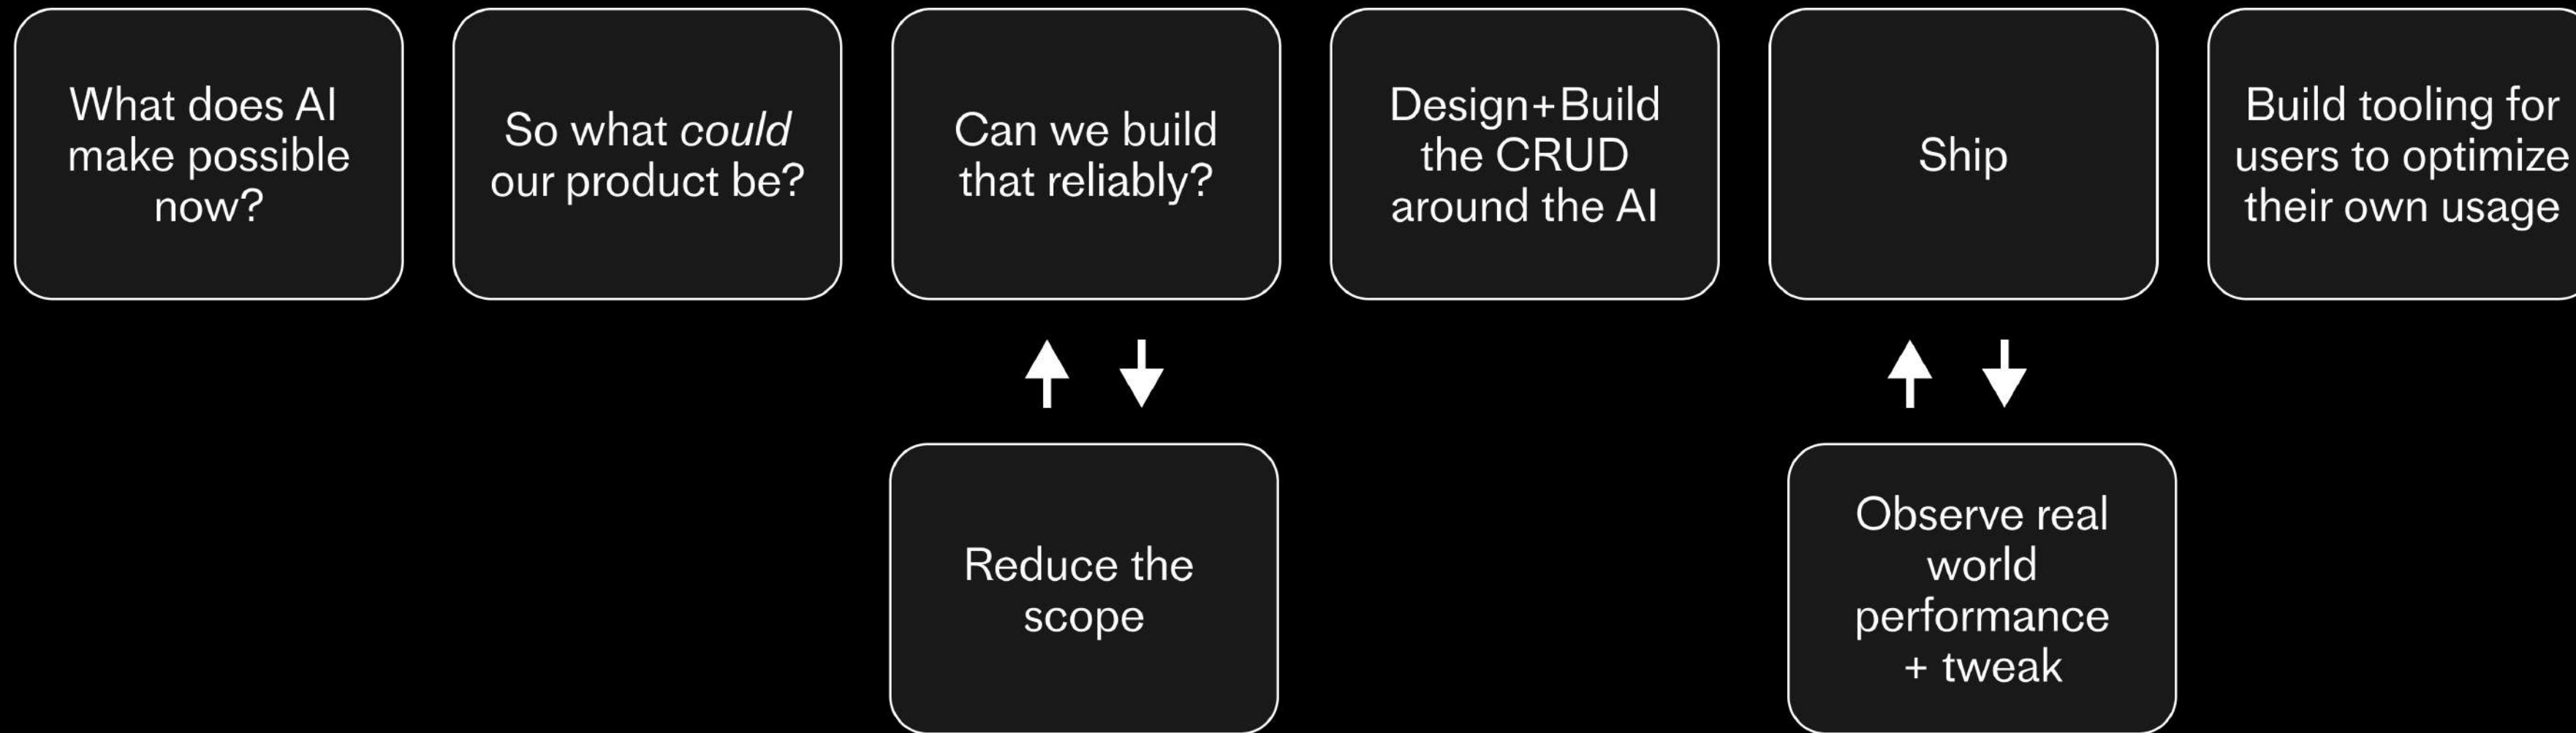 What does AI
make possible
now?
So what could
our product be?
Can we build
that reliably?
Design+Build
the CRUD
around the AI
Ship
Build tooling for
users to optimize
their own usage
Reduce the
scope
Observe real
world
performance
+ tweak